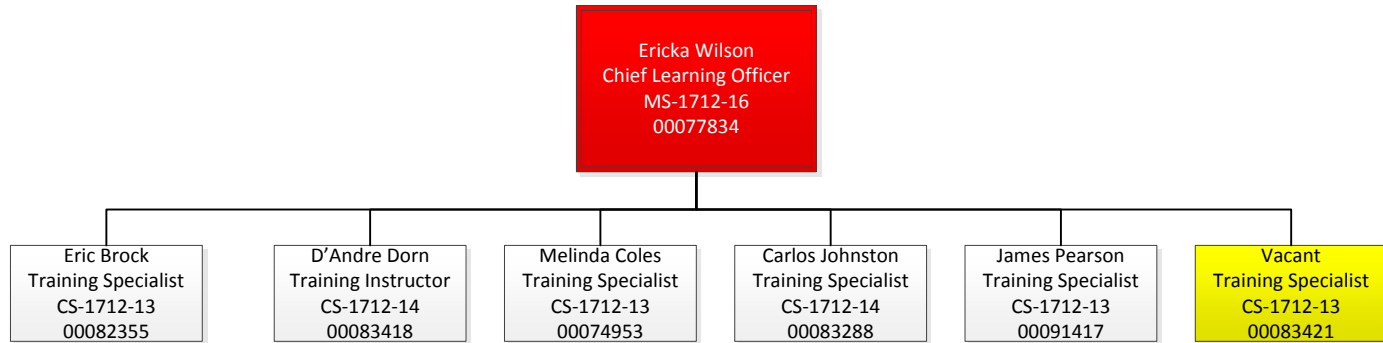 Ericka Wilson
Chief Learning Officer
MS-1712-16
00077834
Eric Brock
Training Specialist
CS-1712-13
00082355
D’Andre Dorn
Training Instructor
CS-1712-14
00083418
Melinda Coles
Training Specialist
CS-1712-13
00074953
Carlos Johnston
Training Specialist
CS-1712-14
00083288
James Pearson
Training Specialist
CS-1712-13
00091417
Vacant
Training Specialist
CS-1712-13
00083421